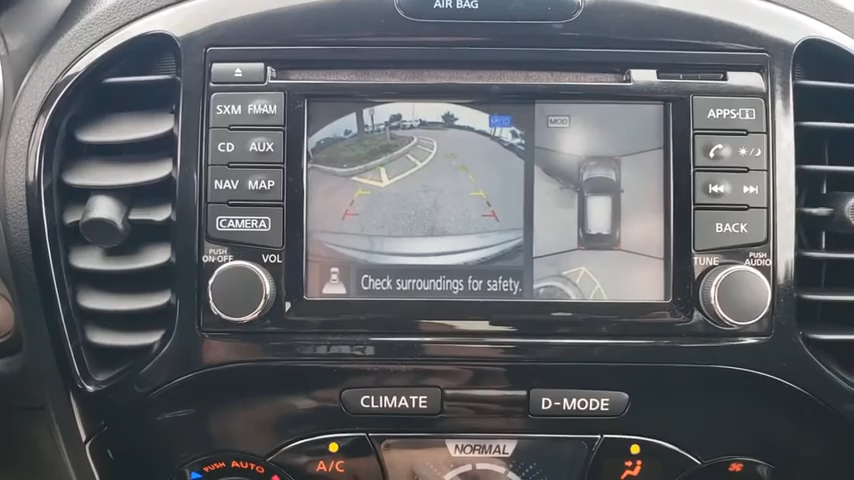 AIR BAG
SXM FM·AM
CD AUX
NAV MAP
CAMERA
PUSH
ON·OFF VOL
APPS·i
BACK
TUNE PUSH
AUDIO
MOD
MOD
Check surroundings for safety.
CLIMATE
D-MODE
NORMAL
PUSH AUTO
A/C